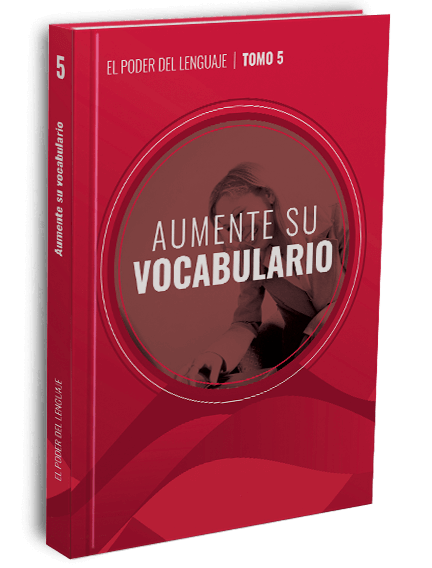 5
Aumente su vocabulario
EL PODER DEL LENGUAJE
EL PODER DEL LENGUAJE | TOMO 5
AUMENTE SU
VOCABULARIO